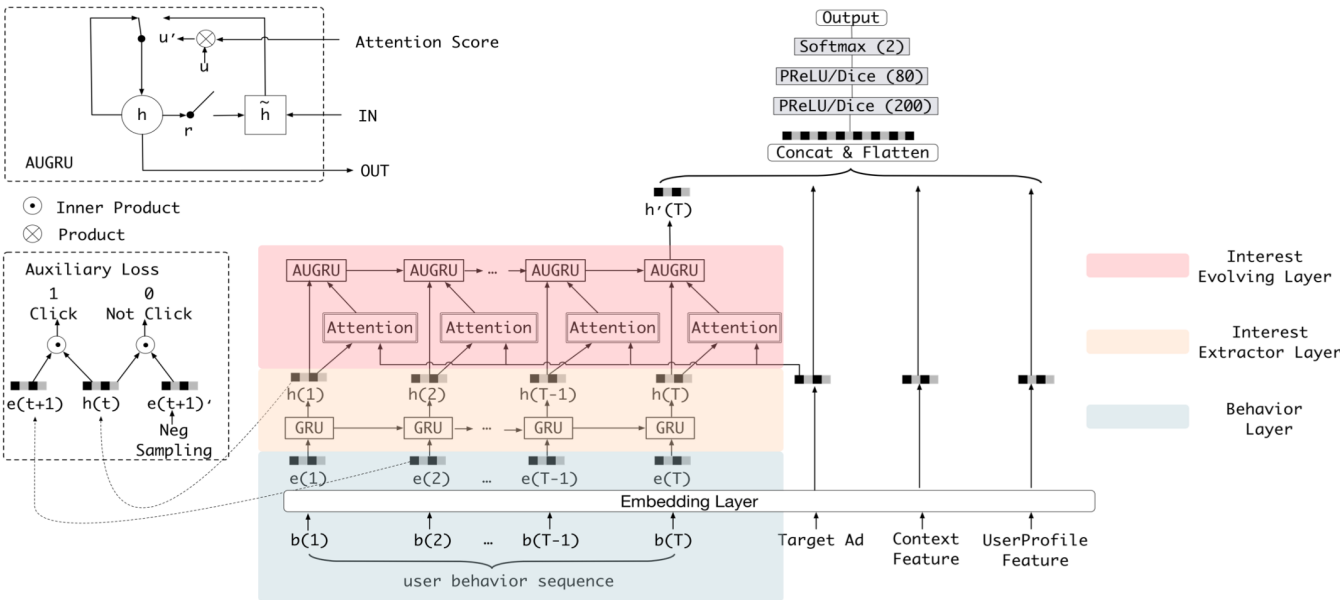 Output
Softmax (2)
PReLU/Dice (80)
PReLU/Dice (200)
Concat & Flatten
u′
u
Attention Score
h
r
h̃
IN
AUGRU
OUT
Inner Product
Product
h′(T)
Auxiliary Loss
1
0
Click
Not Click
e(t+1)
h(t)
e(t+1)′
Neg
Sampling
AUGRU
AUGRU
...
AUGRU
AUGRU
Attention
Attention
Attention
Attention
h(1)
h(2)
h(T-1)
h(T)
GRU
GRU
...
GRU
GRU
e(1)
e(2)
...
e(T-1)
e(T)
Embedding Layer
b(1)
b(2)
...
b(T-1)
b(T)
user behavior sequence
Target Ad
Context
Feature
UserProfile
Feature
Interest
Evolving Layer
Interest
Extractor Layer
Behavior
Layer